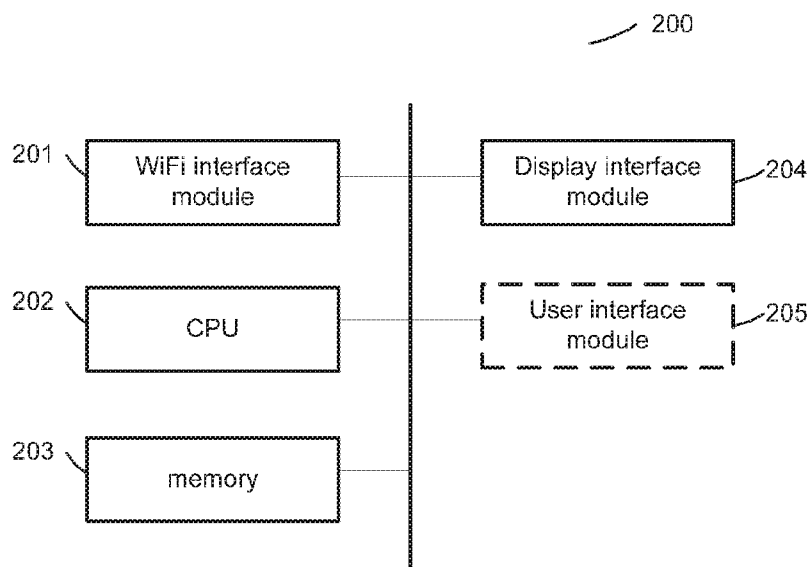 200
201
WiFi interface
module
Display interface
module
204
202
CPU
User interface
module
205
203
memory